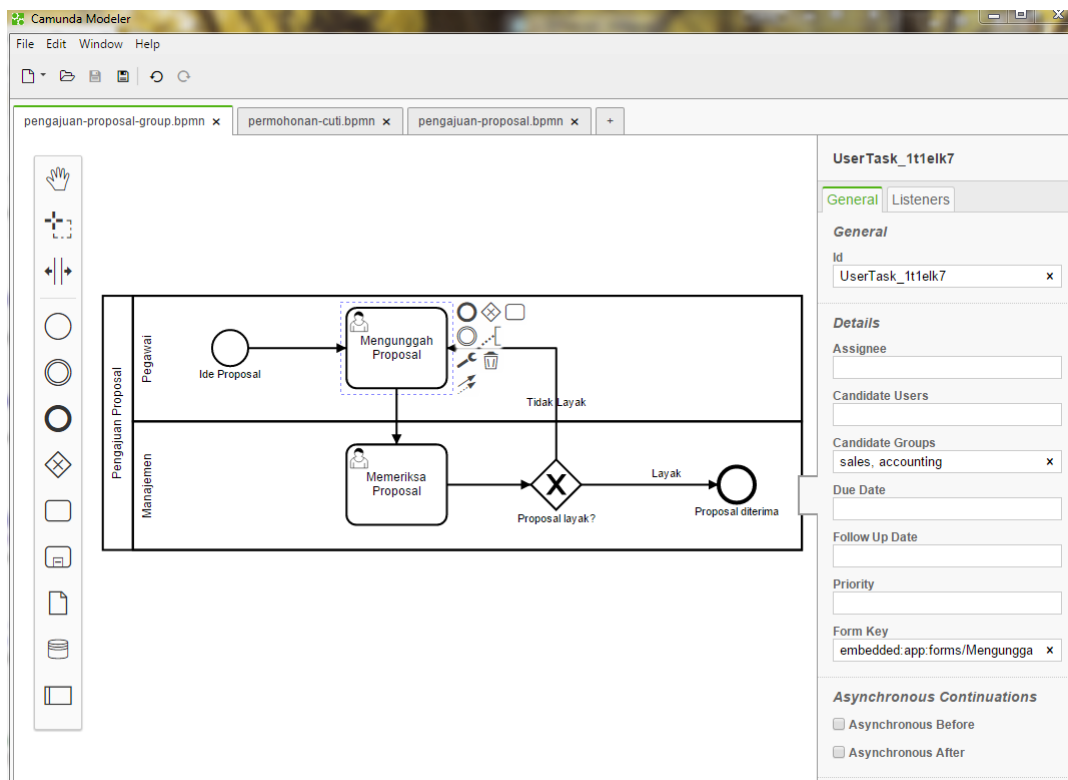 Camunda Modeler
File Edit Window Help
pengajuan-proposal-group.bpmn x
permohonan-cuti.bpmn x
pengajuan-proposal.bpmn x
+
Pengajuan Proposal
Pegawai
Ide Proposal
Mengunggah
Proposal
Tidak Layak
Manajemen
Memeriksa
Proposal
X
Proposal layak?
Layak
Proposal diterima
UserTask_1t1elk7
General Listeners
General
Id
UserTask_1t1elk7 x
Details
Assignee
Candidate Users
Candidate Groups
sales, accounting x
Due Date
Follow Up Date
Priority
Form Key
embedded:app:forms/Mengungga x
Asynchronous Continuations
Asynchronous Before
Asynchronous After